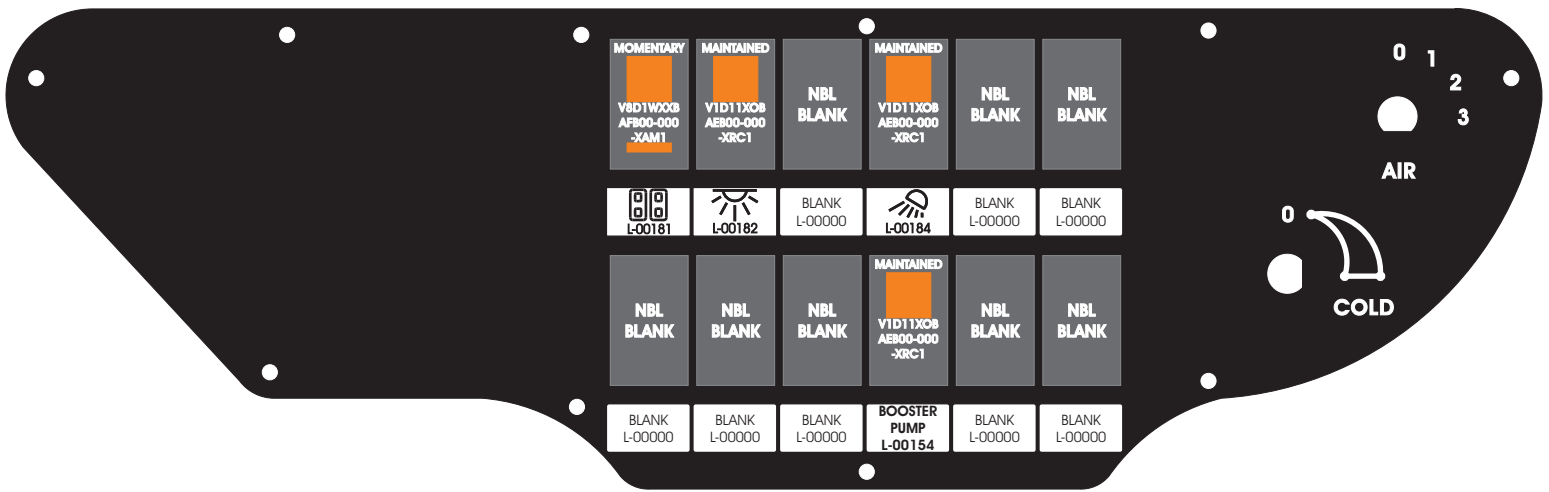 MOMENTARY
V8D1WXXB
AFB00-000
-XAM1
MAINTAINED
V1D11XOB
AEB00-000
-XRC1
NBL
BLANK
MAINTAINED
V1D11XOB
AEB00-000
-XRC1
NBL
BLANK
NBL
BLANK
0
1
2
3
AIR
L-00181
L-00182
BLANK
L-00000
L-00184
BLANK
L-00000
BLANK
L-00000
0
COLD
NBL
BLANK
NBL
BLANK
NBL
BLANK
MAINTAINED
V1D11XOB
AEB00-000
-XRC1
NBL
BLANK
NBL
BLANK
BLANK
L-00000
BLANK
L-00000
BLANK
L-00000
BOOSTER
PUMP
L-00154
BLANK
L-00000
BLANK
L-00000